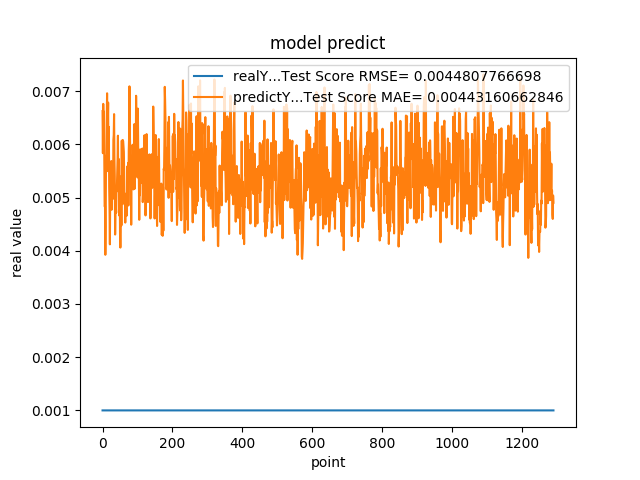 model predict
realY...Test Score RMSE= 0.0044807766698
predictY...Test Score MAE= 0.00443160662846
0.007
0.006
0.005
0.004
0.003
0.002
0.001
real value
0 200 400 600 800 1000 1200
point